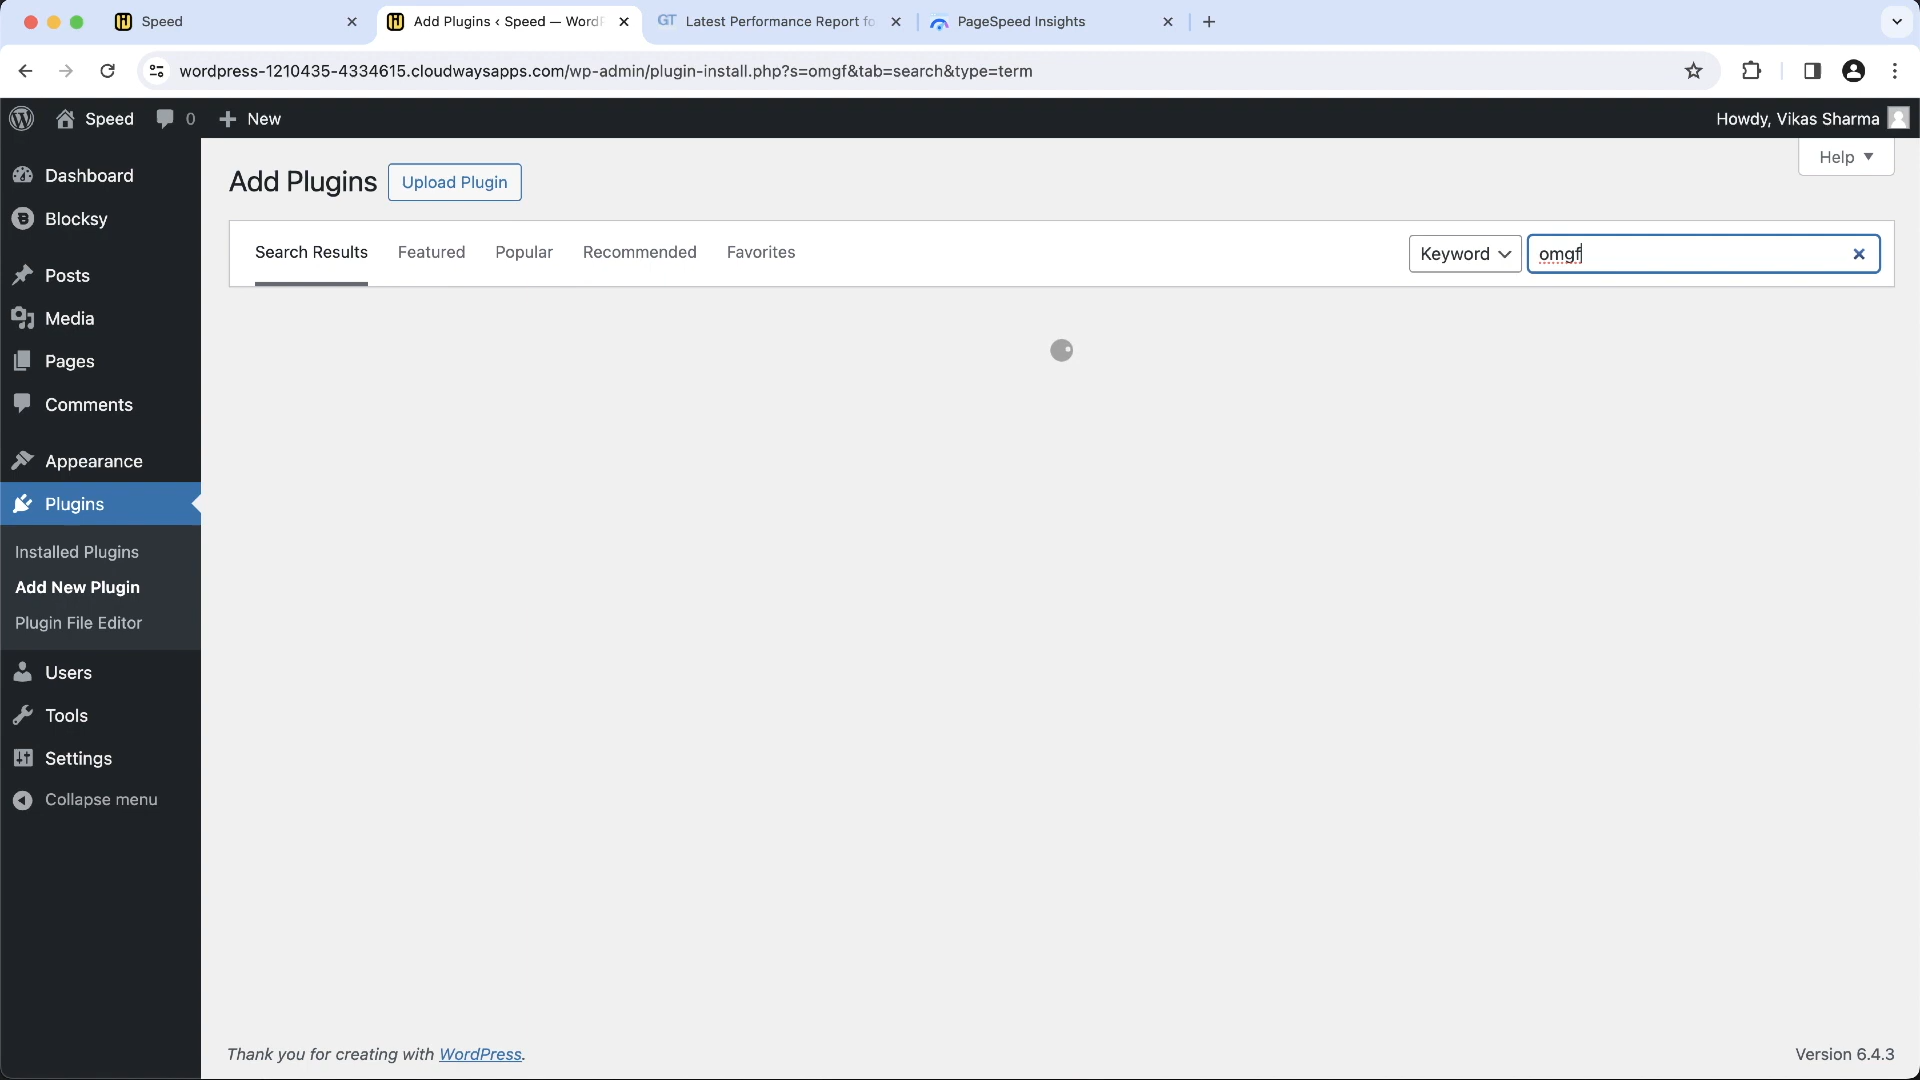 Speed
Add Plugins ‹ Speed — WordP
GT Latest Performance Report fo
PageSpeed Insights
wordpress-1210435-4334615.cloudwaysapps.com/wp-admin/plugin-install.php?s=omgf&tab=search&type=term
Speed
0
New
Howdy, Vikas Sharma
Help
Dashboard
Blocksy
Posts
Media
Pages
Comments
Appearance
Plugins
Installed Plugins
Add New Plugin
Plugin File Editor
Users
Tools
Settings
Collapse menu
Add Plugins
Upload Plugin
Search Results
Featured
Popular
Recommended
Favorites
Keyword
omgf
Thank you for creating with WordPress.
Version 6.4.3